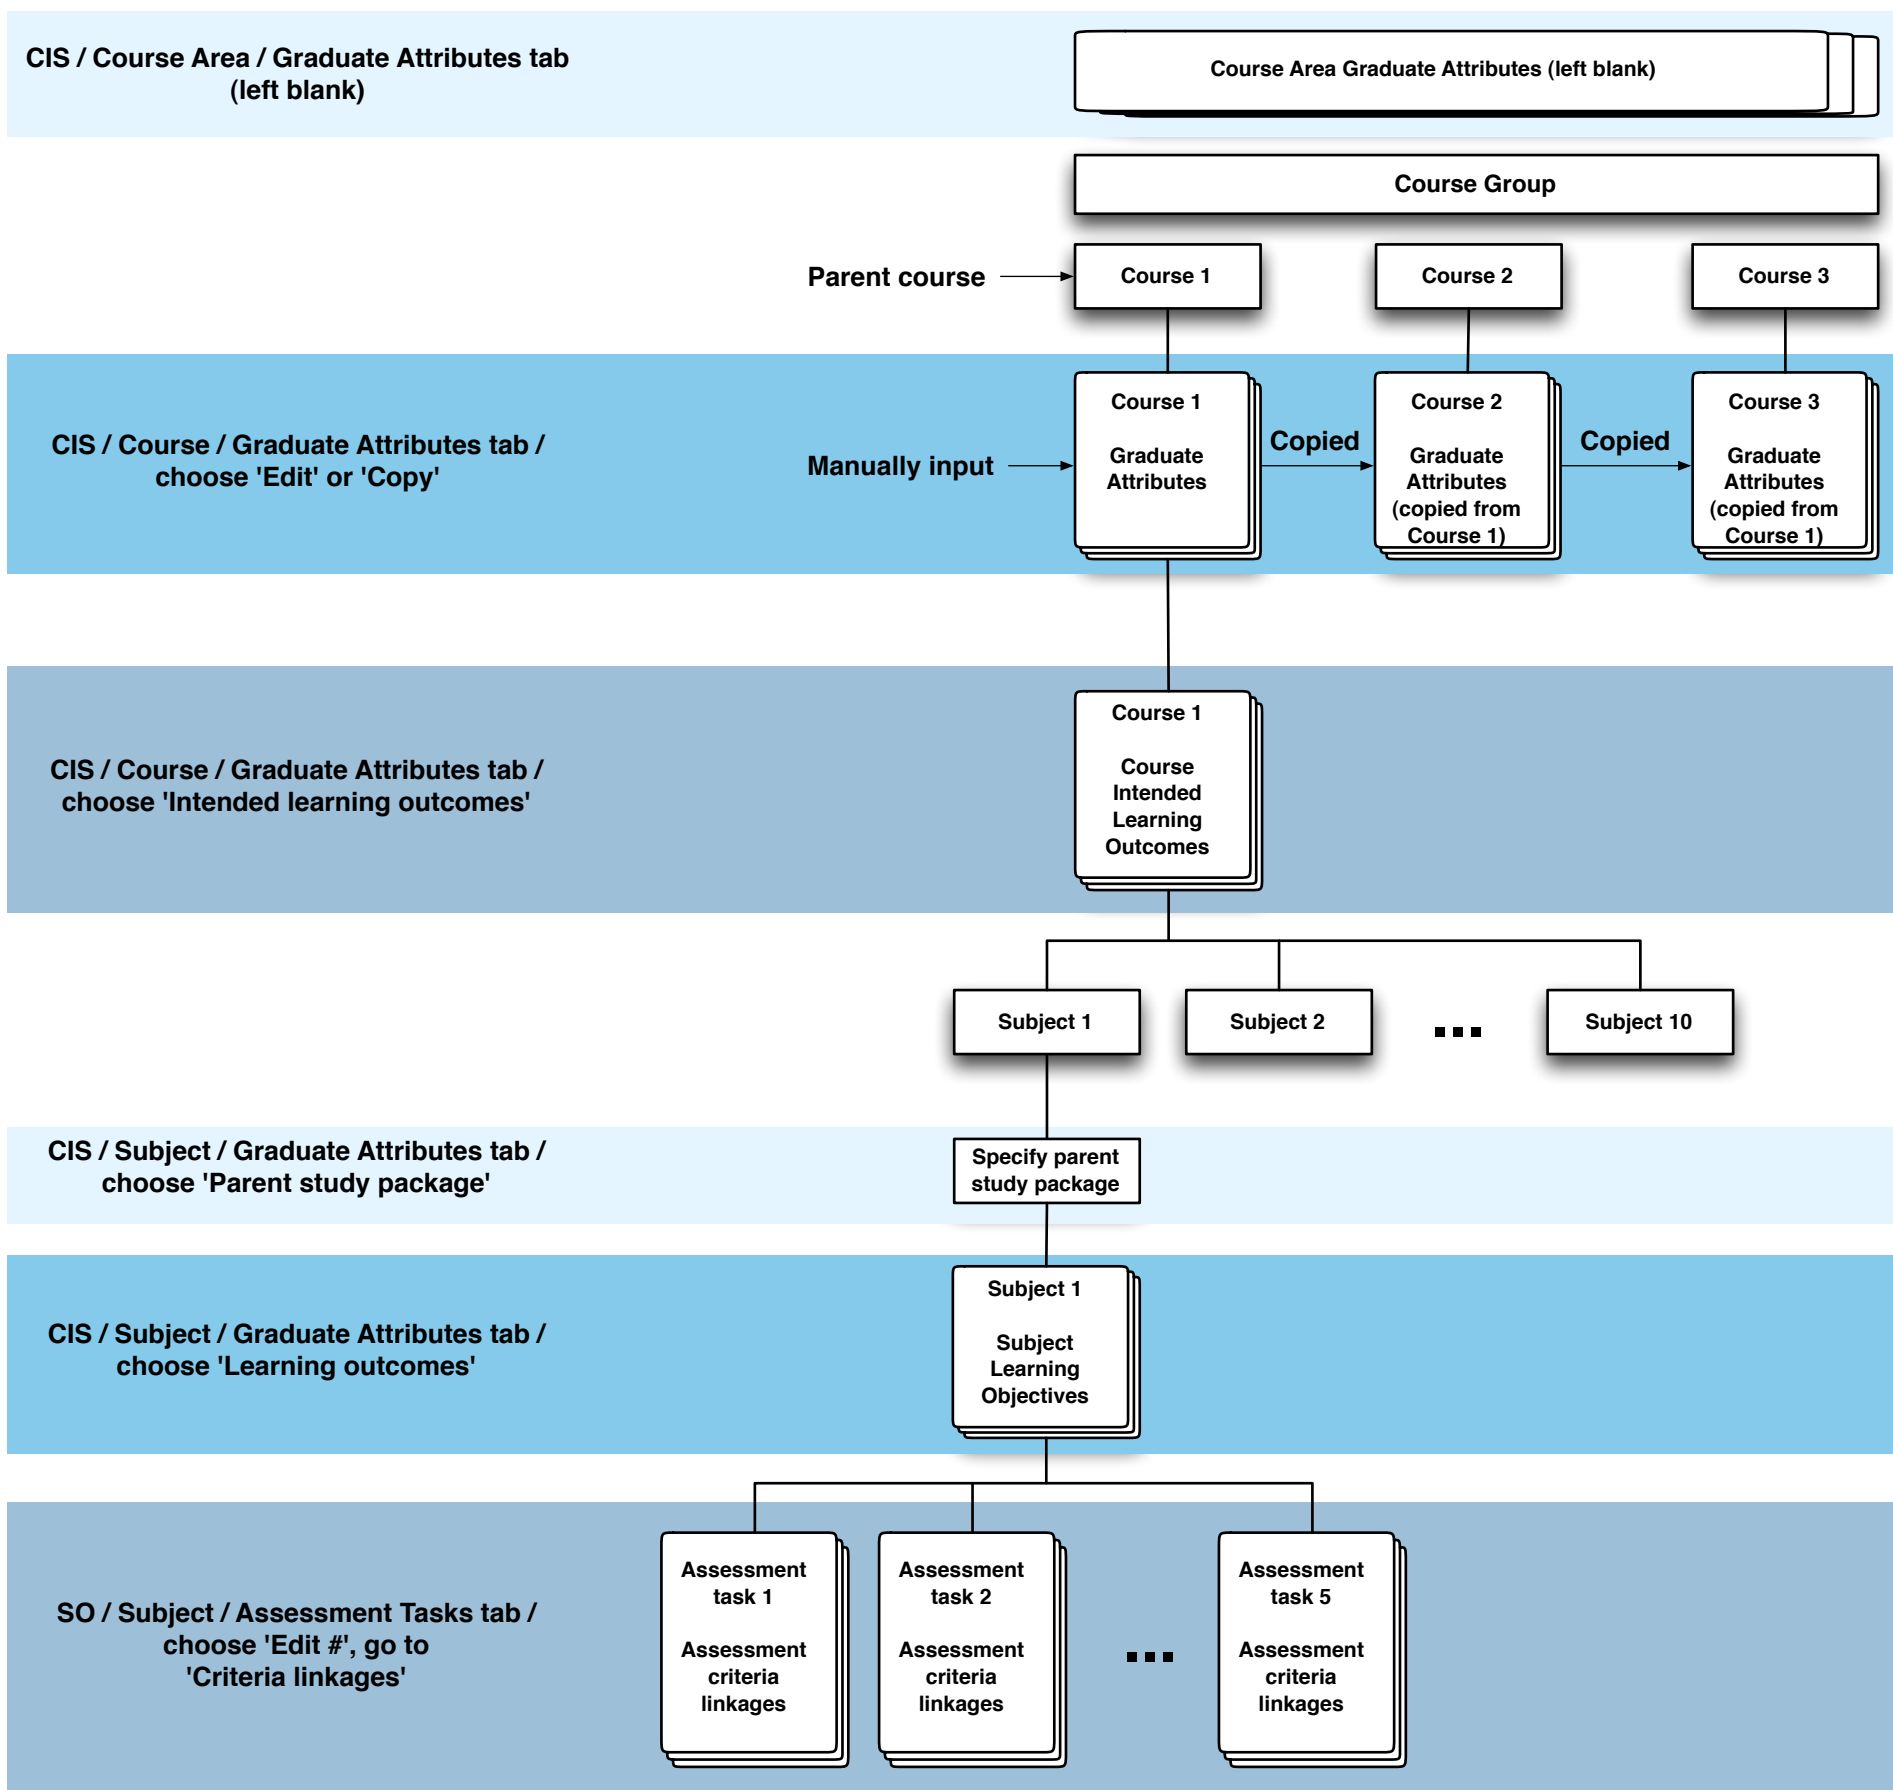 CIS / Course Area / Graduate Attributes tab
(left blank)
Course Area Graduate Attributes (left blank)
Course Group
Parent course
Course 1
Course 2
Course 3
CIS / Course / Graduate Attributes tab /
choose 'Edit' or 'Copy'
Manually input
Course 1
Graduate
Attributes
Copied
Course 2
Graduate
Attributes
(copied from
Course 1)
Copied
Course 3
Graduate
Attributes
(copied from
Course 1)
CIS / Course / Graduate Attributes tab /
choose 'Intended learning outcomes'
Course 1
Course
Intended
Learning
Outcomes
Subject 1
Subject 2
...
Subject 10
CIS / Subject / Graduate Attributes tab /
choose 'Parent study package'
Specify parent
study package
CIS / Subject / Graduate Attributes tab /
choose 'Learning outcomes'
Subject 1
Subject
Learning
Objectives
SO / Subject / Assessment Tasks tab /
choose 'Edit #', go to
'Criteria linkages'
Assessment
task 1
Assessment
criteria
linkages
Assessment
task 2
Assessment
criteria
linkages
...
Assessment
task 5
Assessment
criteria
linkages